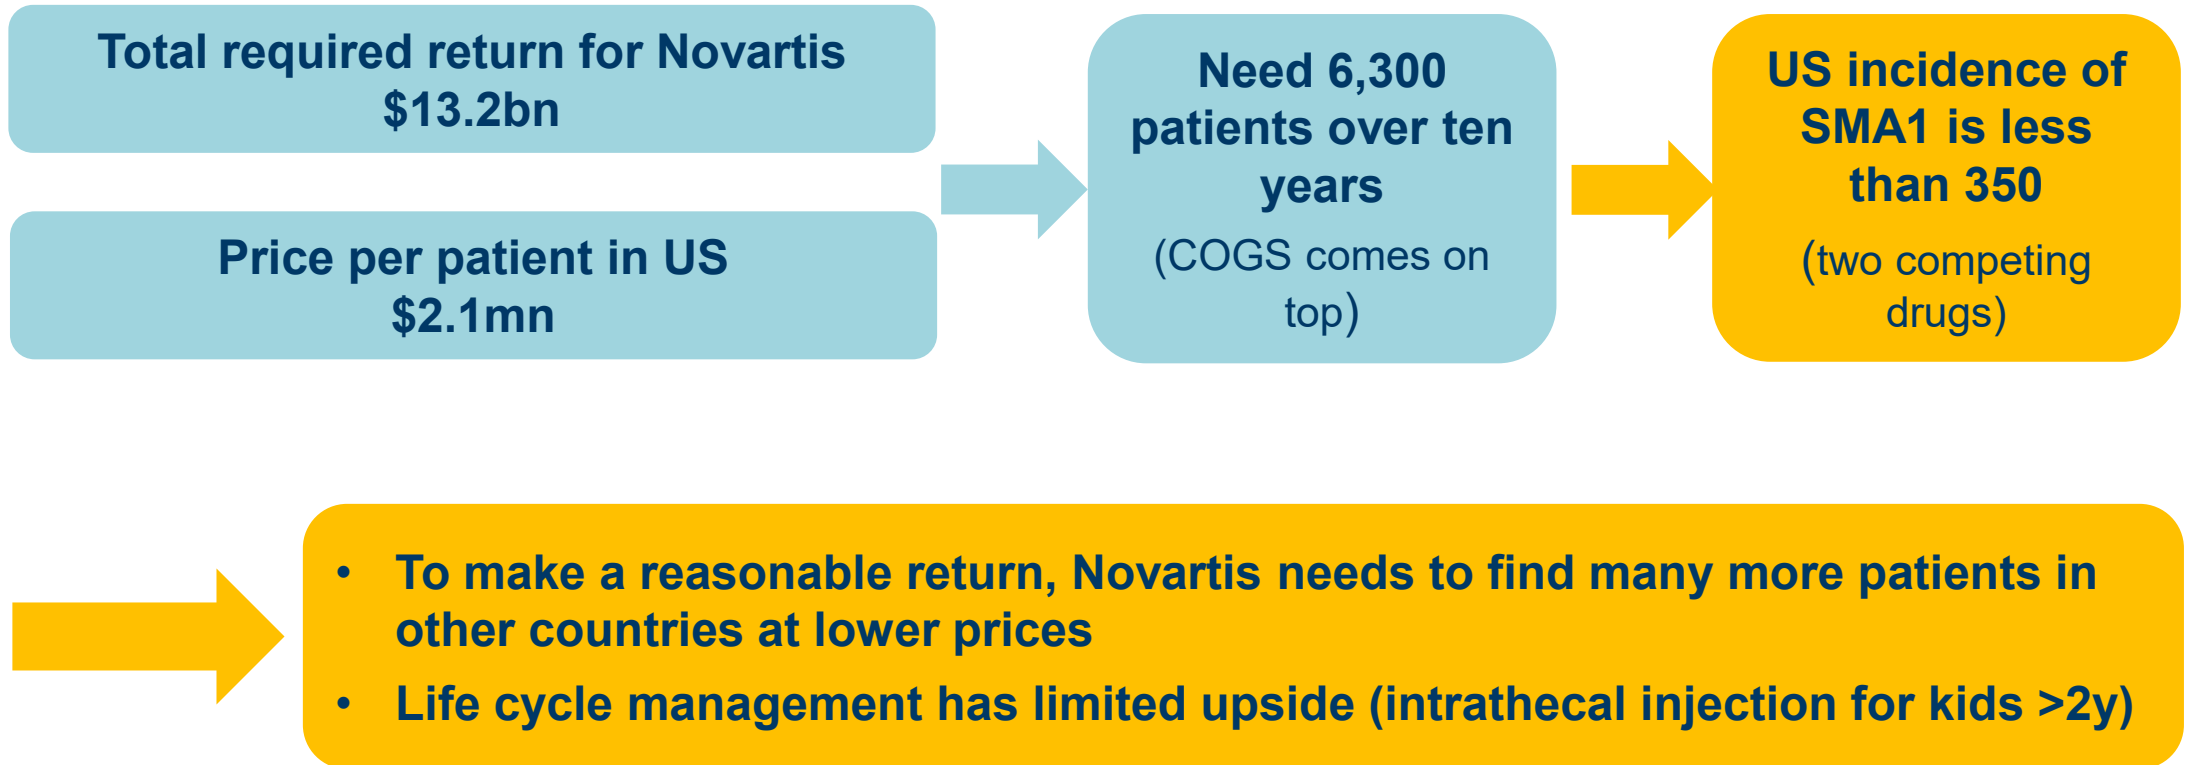 Total required return for Novartis
$13.2bn
Price per patient in US
$2.1mn
Need 6,300
patients over ten
years
(COGS comes on
top)
US incidence of
SMA1 is less
than 350
(two competing
drugs)
• To make a reasonable return, Novartis needs to find many more patients in
other countries at lower prices
• Life cycle management has limited upside (intrathecal injection for kids >2y)